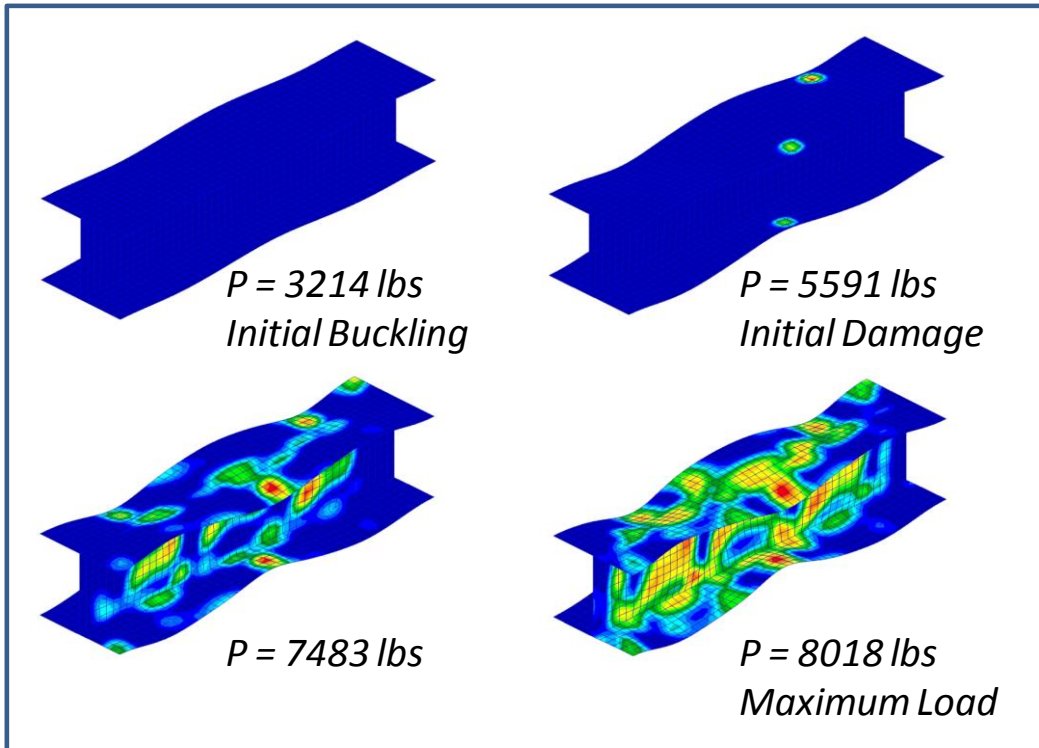 P = 3214 lbs
Initial Buckling
P = 5591 lbs
Initial Damage
P = 7483 lbs
P = 8018 lbs
Maximum Load